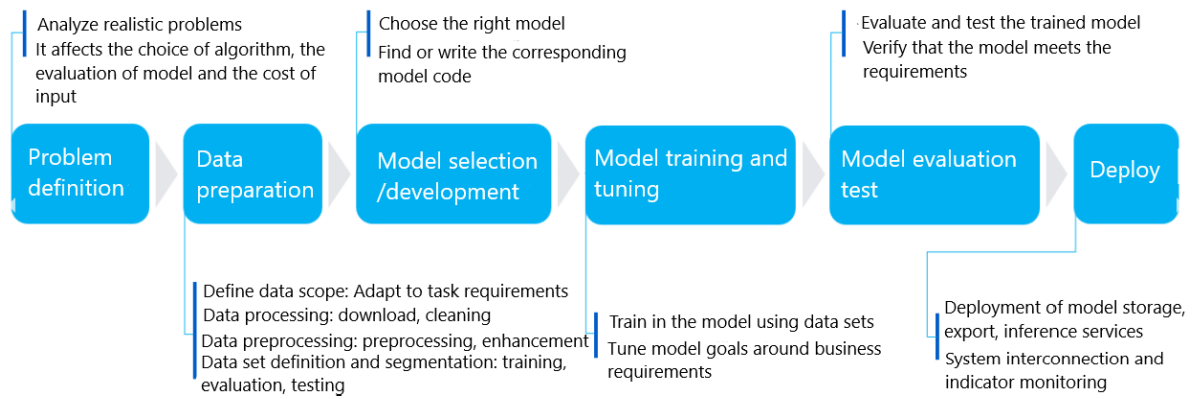 Analyze realistic problems
It affects the choice of algorithm, the
evaluation of model and the cost of
input
Choose the right model
Find or write the corresponding
model code
Evaluate and test the trained model
Verify that the model meets the
requirements
Problem
definition
Data
preparation
Model selection
/development
Model training and
tuning
Model evaluation
test
Deploy
Define data scope: Adapt to task requirements
Data processing: download, cleaning
Data preprocessing: preprocessing, enhancement
Data set definition and segmentation: training,
evaluation, testing
Train in the model using data sets
Tune model goals around business
requirements
Deployment of model storage,
export, inference services
System interconnection and
indicator monitoring